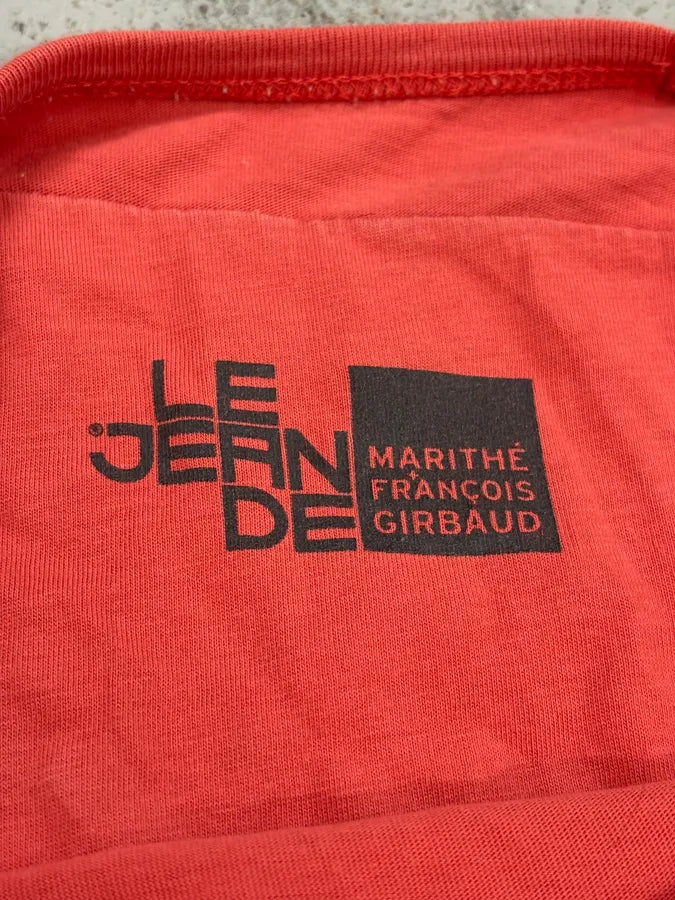 LE
®JEAN
DE
MARITHÉ
+
FRANÇOIS
GIRBAUD